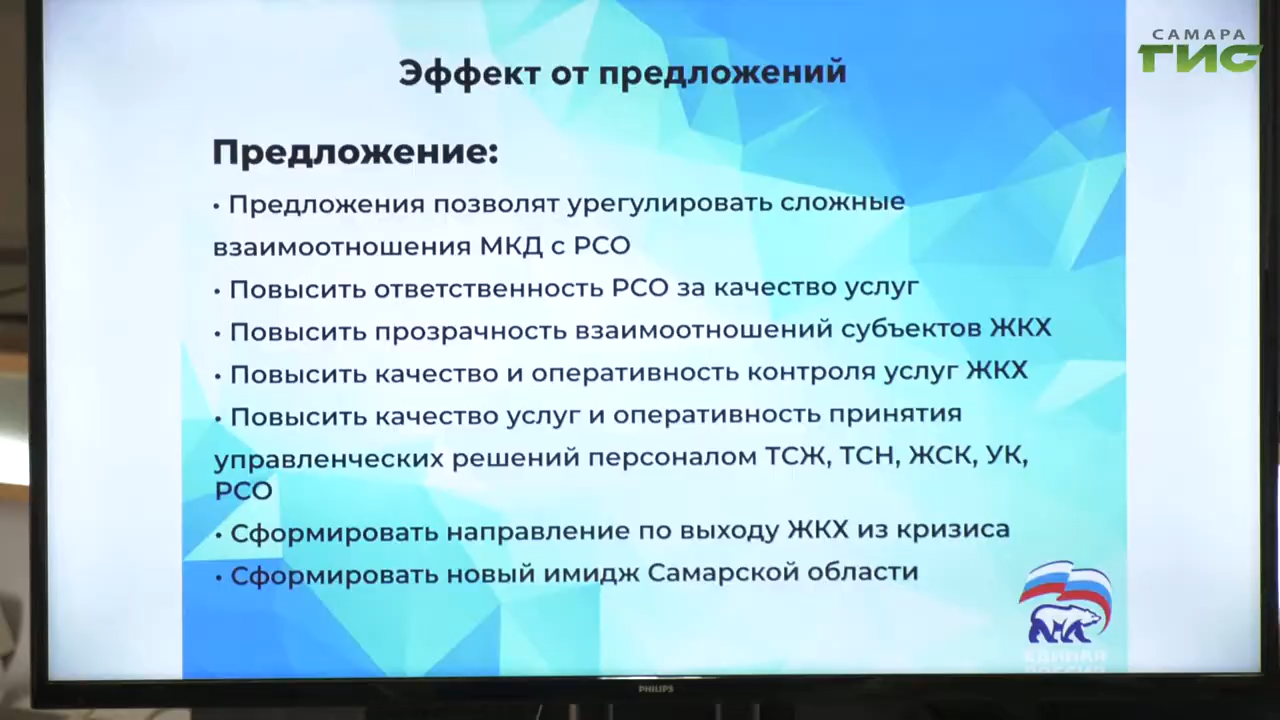 САМАРА
ГИС
Эффект от предложений
Предложение:
• Предложения позволят урегулировать сложные
взаимоотношения МКД с РСО
• Повысить ответственность РСО за качество услуг
• Повысить прозрачность взаимоотношений субъектов ЖКХ
• Повысить качество и оперативность контроля услуг ЖКХ
• Повысить качество услуг и оперативность принятия
управленческих решений персоналом ТСЖ, ТСН, ЖСК, УК,
РСО
• Сформировать направление по выходу ЖКХ из кризиса
• Сформировать новый имидж Самарской области
ЕДИНАЯ
РОССИЯ
PHILIPS